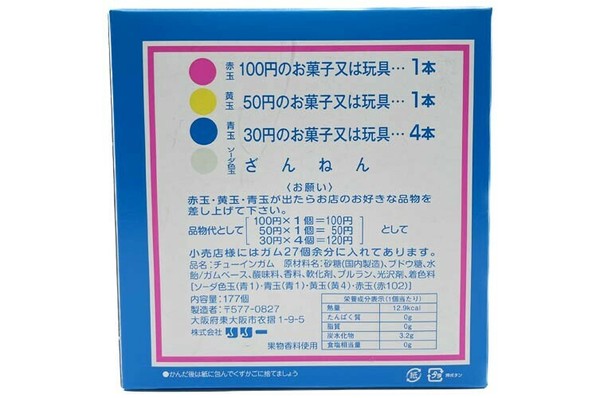 赤玉 100円のお菓子又は玩具…1本
黄玉 50円のお菓子又は玩具…1本
青玉 30円のお菓子又は玩具…4本
ソーダ色玉 ざんねん
〈お願い〉
赤玉・黄玉・青玉が出たらお店のお好きな品物を
差し上げて下さい。
品物代として
100円×1個=100円
50円×1個=50円
30円×4個=120円
として
小売店様にはガム27個余分に入れてあります。
品名:チューインガム 原材料名:砂糖(国内製造)、ブドウ糖、水
飴/ガムベース、酸味料、香料、軟化剤、プルラン、光沢剤、着色料
[ソーダ色玉(青1)・青玉(青1)・黄玉(黄4)・赤玉(赤102)]
内容量:177個
製造者:〒577-0827
大阪府東大阪市衣摺1-9-5
株式会社
果物香料使用
栄養成分表示(1個当たり)
熱量 12.9kcal
たんぱく質 0g
脂質 0g
炭水化物 3.2g
食塩相当量 0g
●かんだ後は紙に包んでくずかごに捨てましょう
紙
プラ